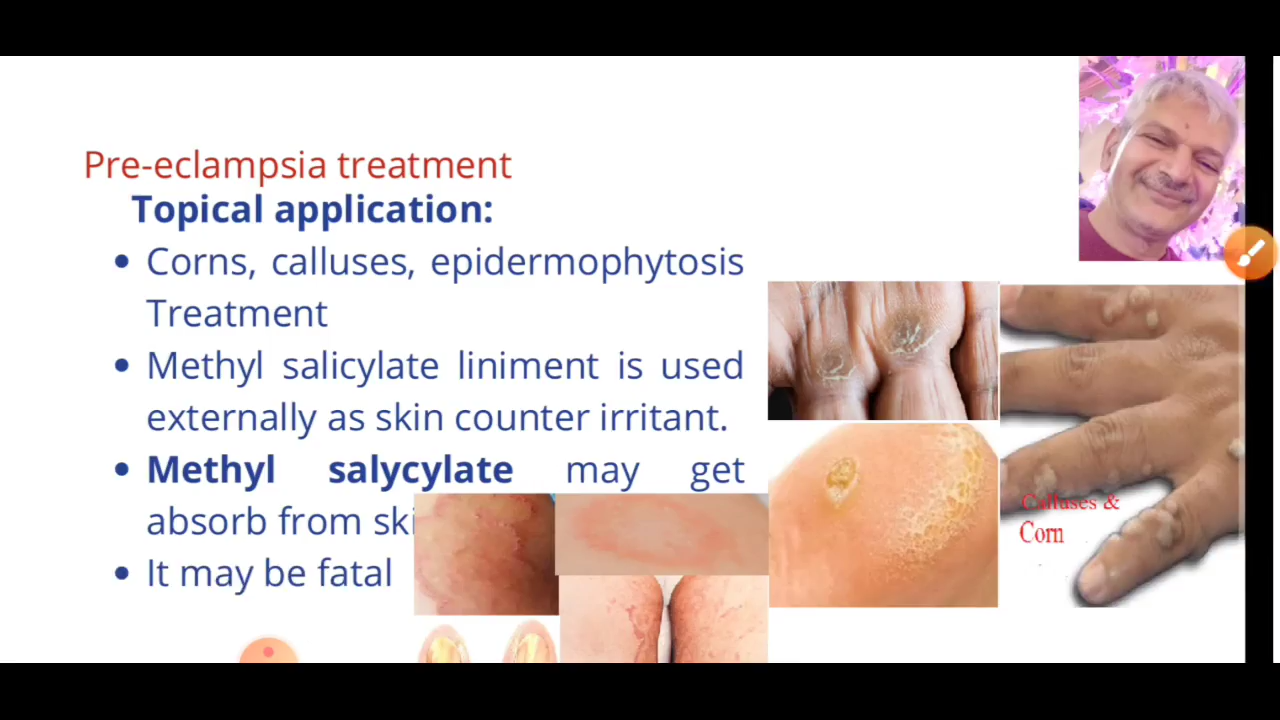 Pre-eclampsia treatment
Topical application:
• Corns, calluses, epidermophytosis
Treatment
• Methyl salicylate liniment is used
externally as skin counter irritant.
• Methyl salycylate may get
absorb from ski
• It may be fatal
Calluses &
Corn